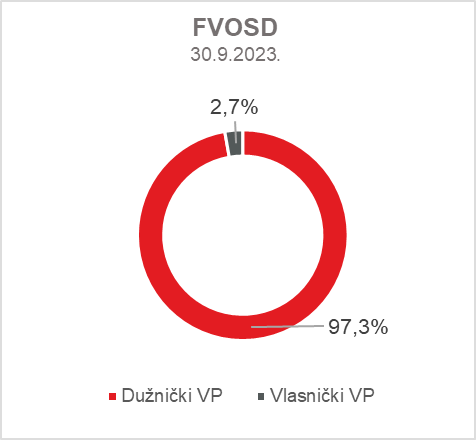 FVOSD
30.9.2023.
2,7%
97,3%
Dužnički VP
Vlasnički VP